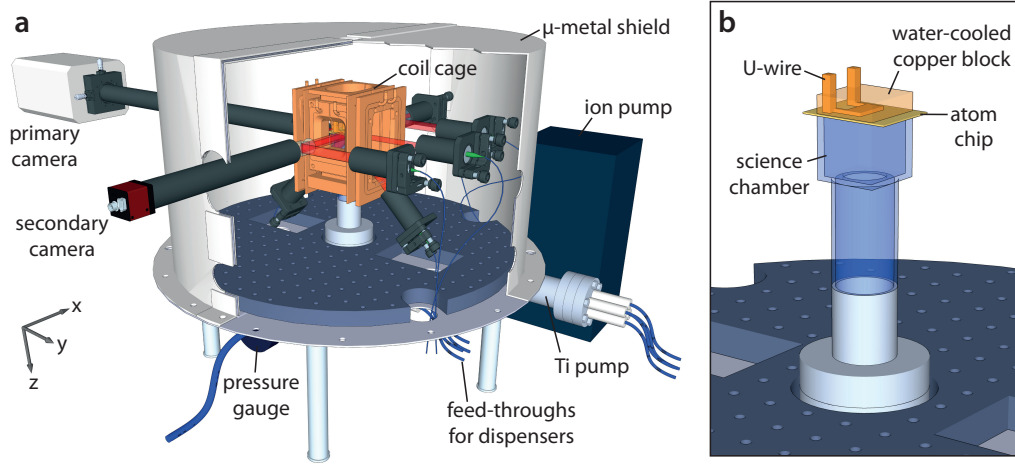 a
μ-metal shield
coil cage
primary
camera
ion pump
secondary
camera
x
y
z
pressure
gauge
Ti pump
feed-throughs
for dispensers
b
water-cooled
copper block
U-wire
atom
chip
science
chamber